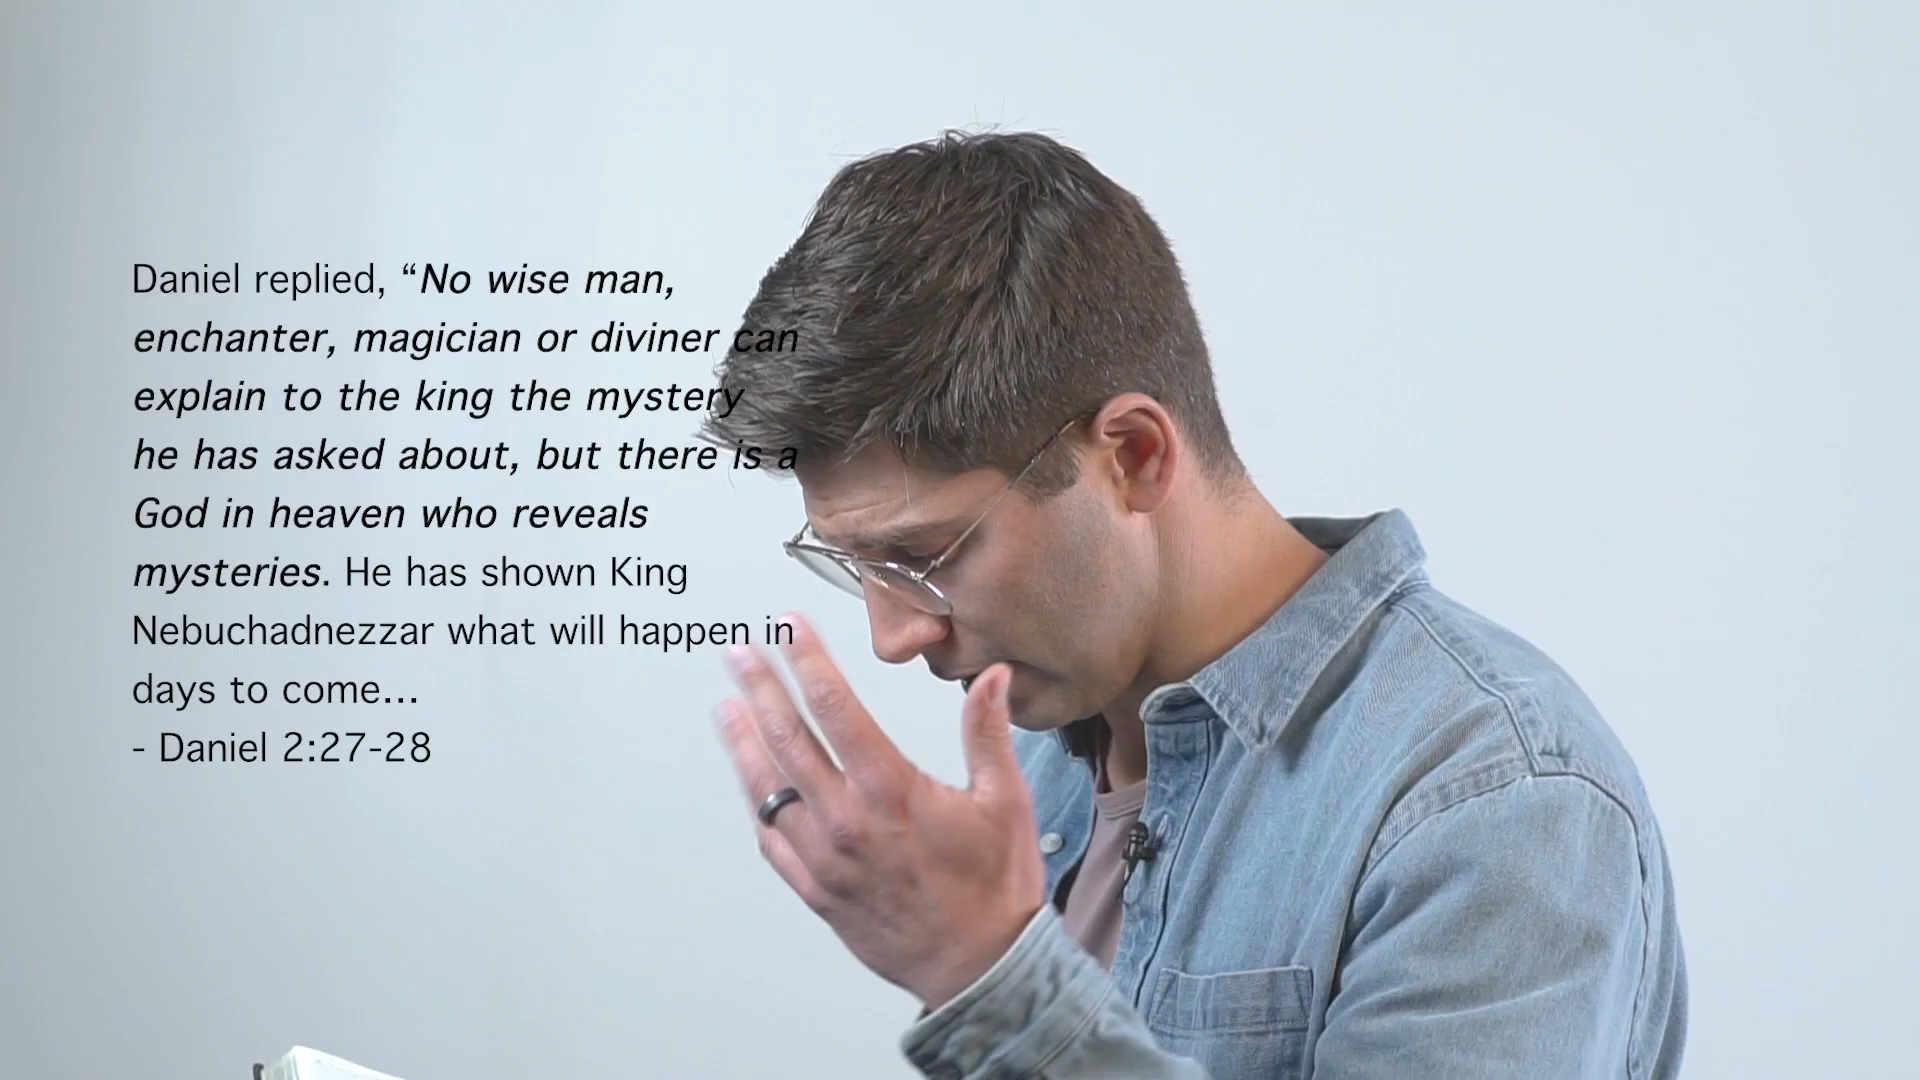 Daniel replied, “No wise man,
enchanter, magician or diviner can
explain to the king the mystery
he has asked about, but there is a
God in heaven who reveals
mysteries. He has shown King
Nebuchadnezzar what will happen in
days to come...
- Daniel 2:27-28